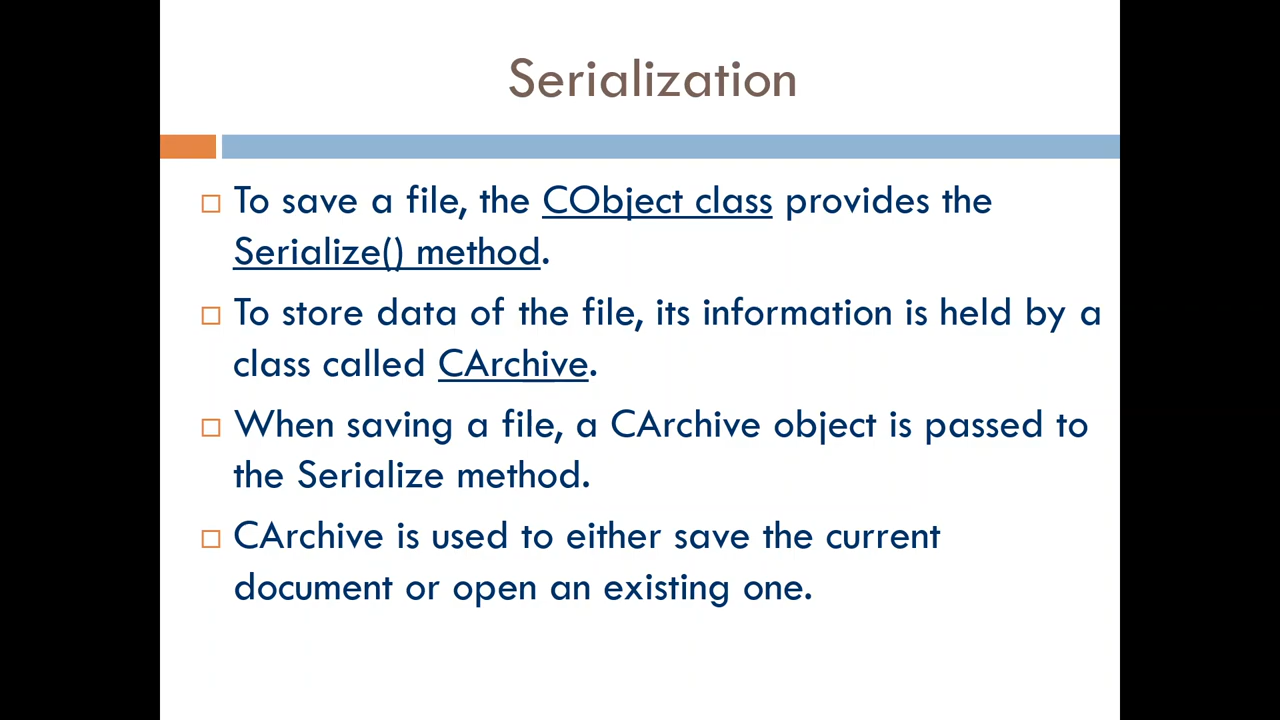 Serialization
To save a file, the CObject class provides the
Serialize() method.
To store data of the file, its information is held by a
class called CArchive.
When saving a file, a CArchive object is passed to
the Serialize method.
CArchive is used to either save the current
document or open an existing one.